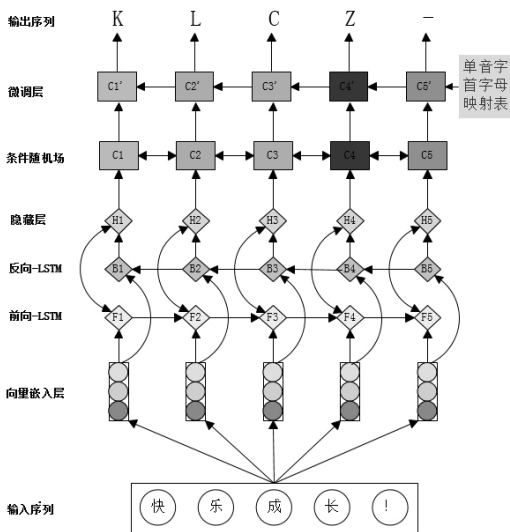 输出序列 K L C Z －
微调层 C1' C2' C3' C4' C5' 单音字
首字母
映射表
条件随机场 C1 C2 C3 C4 C5
隐藏层 H1 H2 H3 H4 H5
反向-LSTM B1 B2 B3 B4 B5
前向-LSTM F1 F2 F3 F4 F5
向量嵌入层
输入序列 快 乐 成 长 ！